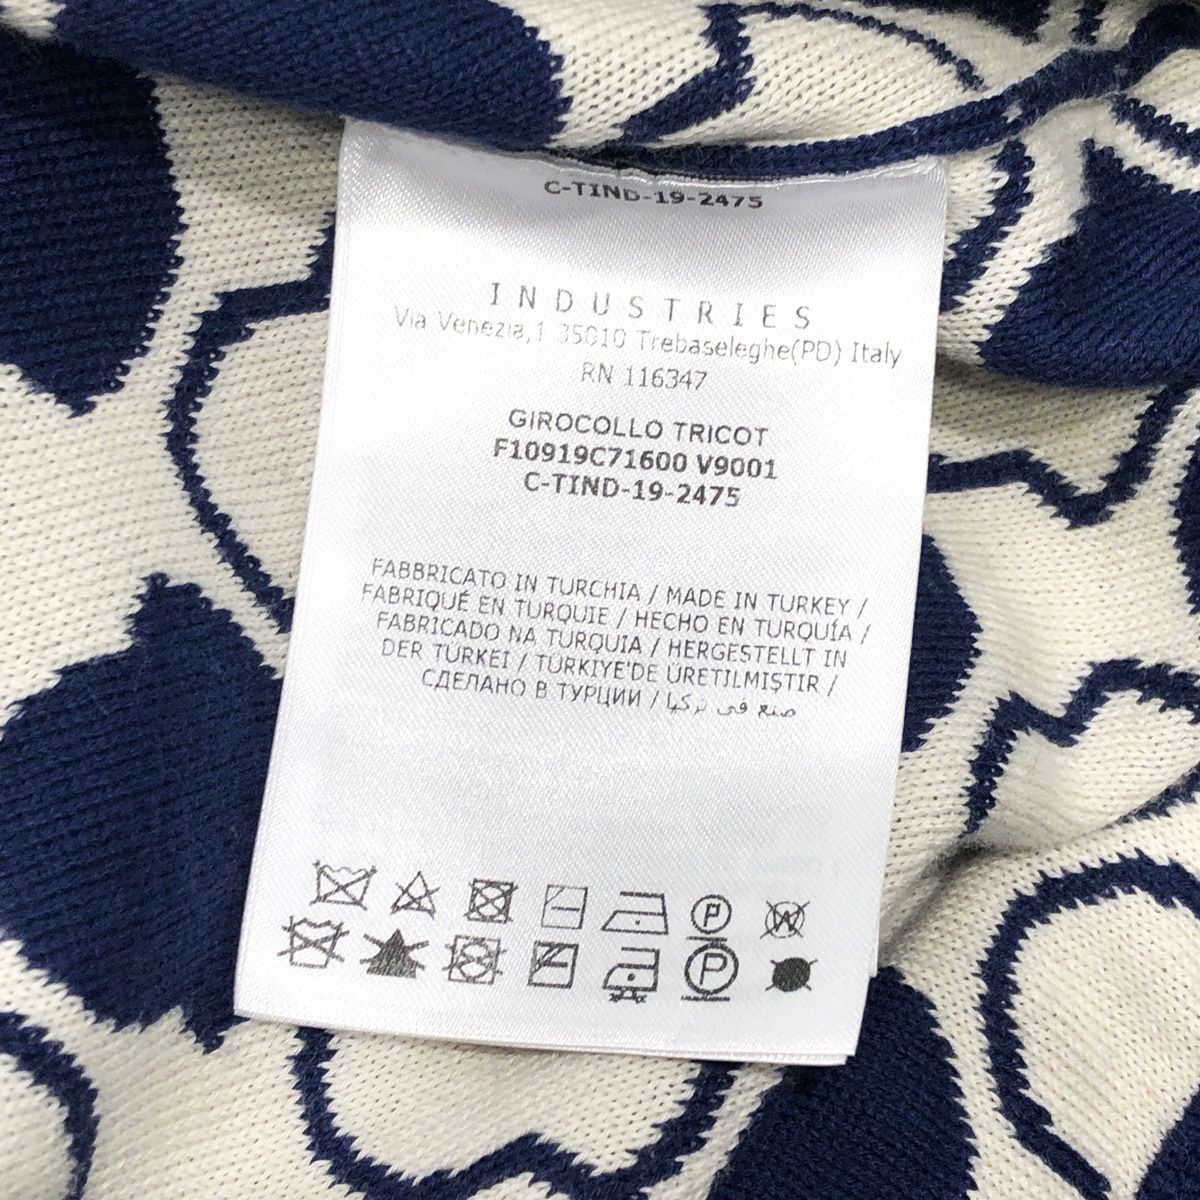 C-TIND-19-2475
INDUSTRIES
Via Venezia,1 35010 Trebaseleghe(PD) Italy
RN 116347
GIROCOLLO TRICOT
F10919C71600 V9001
C-TIND-19-2475
FABBRICATO IN TURCHIA / MADE IN TURKEY /
FABRIQUÉ EN TURQUIE / HECHO EN TURQUÍA /
FABRICADO NA TURQUIA / HERGESTELLT IN
DER TÜRKEI / TÜRKIYE'DE ÜRETILMIŞTIR /
СДЕЛАНО В ТУРЦИИ / صنع في تركيا
P W
P